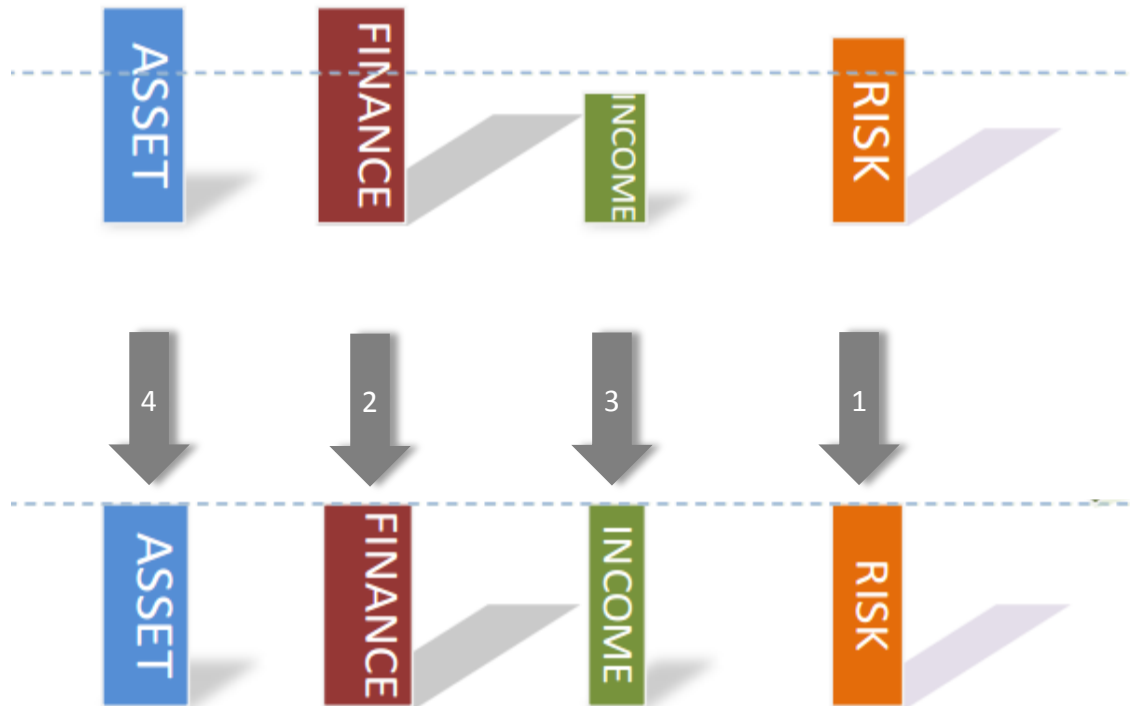 ASSET
FINANCE
INCOME
RISK
4
2
3
1
ASSET
FINANCE
INCOME
RISK